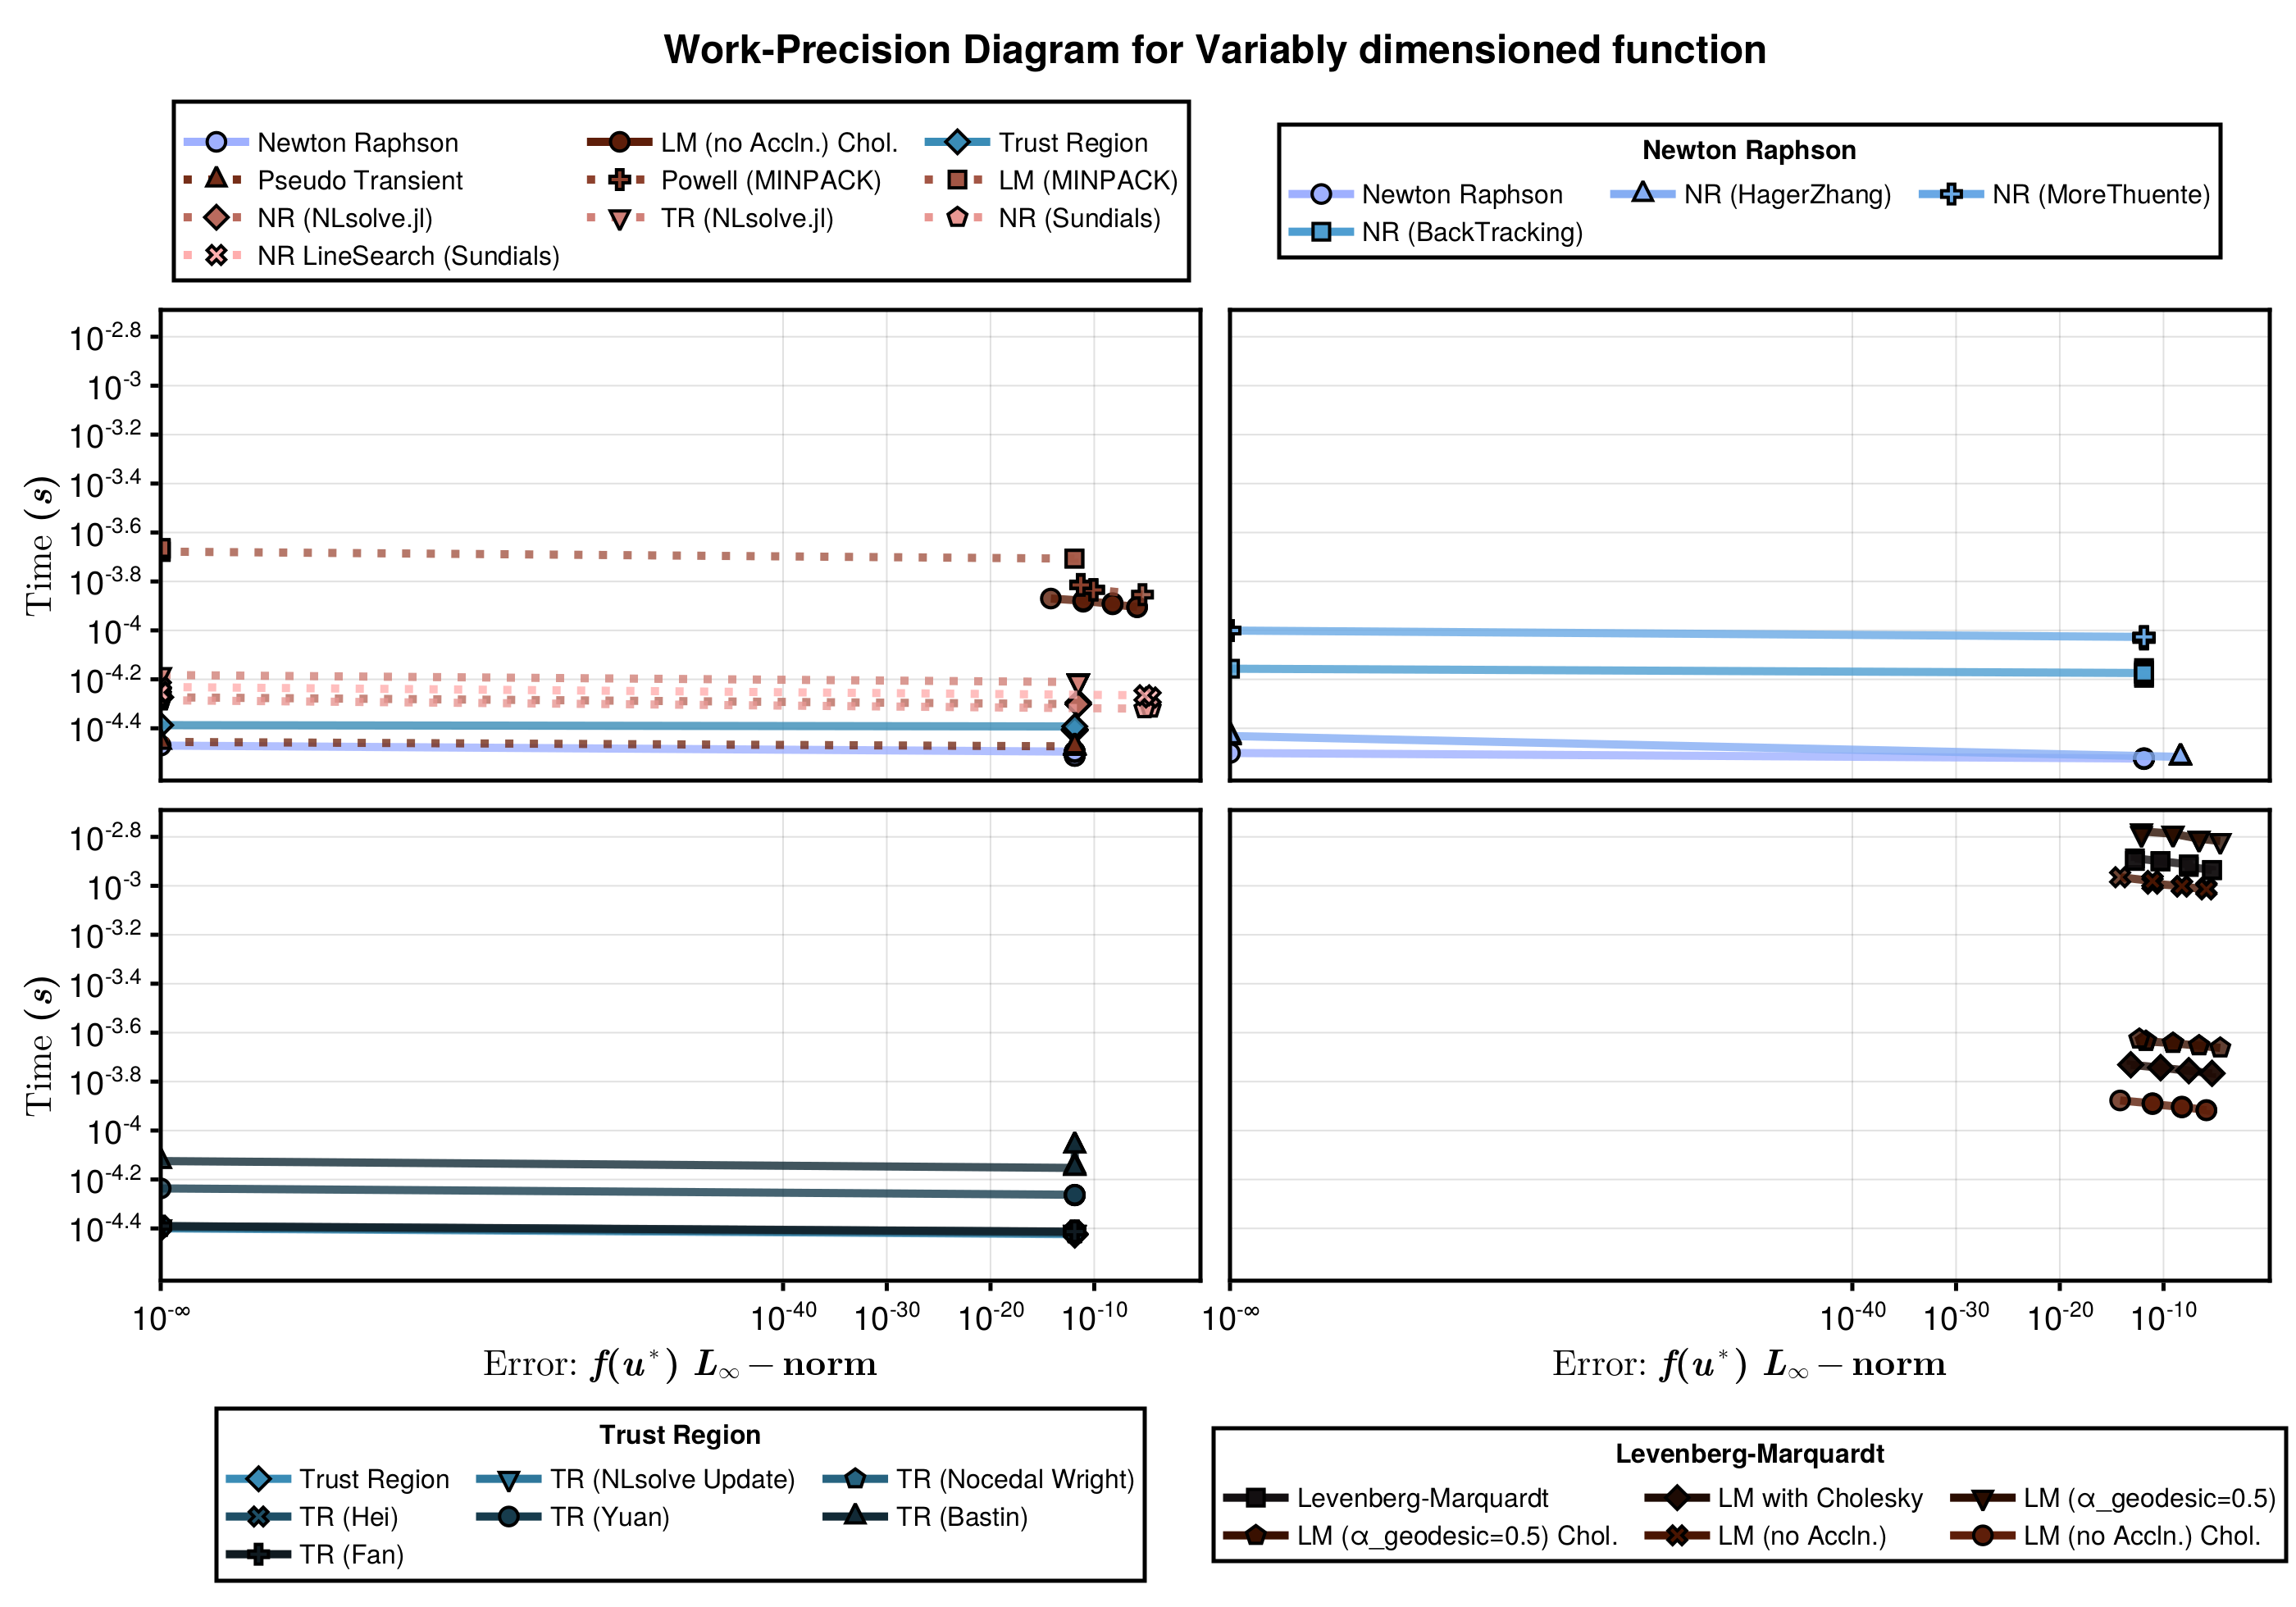 Work-Precision Diagram for Variably dimensioned function
Newton Raphson LM (no Accln.) Chol. Trust Region
Pseudo Transient Powell (MINPACK) LM (MINPACK)
NR (NLsolve.jl) TR (NLsolve.jl) NR (Sundials)
NR LineSearch (Sundials)
Newton Raphson
Newton Raphson NR (HagerZhang) NR (MoreThuente)
NR (BackTracking)
Time (s)
10^-2.8
10^-3
10^-3.2
10^-3.4
10^-3.6
10^-3.8
10^-4
10^-4.2
10^-4.4
Time (s)
10^-2.8
10^-3
10^-3.2
10^-3.4
10^-3.6
10^-3.8
10^-4
10^-4.2
10^-4.4
10^-∞ 10^-40 10^-30 10^-20 10^-10
10^-∞ 10^-40 10^-30 10^-20 10^-10
Error: f(u*) L∞ – norm
Error: f(u*) L∞ – norm
Trust Region
Trust Region TR (NLsolve Update) TR (Nocedal Wright)
TR (Hei) TR (Yuan) TR (Bastin)
TR (Fan)
Levenberg-Marquardt
Levenberg-Marquardt LM with Cholesky LM (α_geodesic=0.5)
LM (α_geodesic=0.5) Chol. LM (no Accln.) LM (no Accln.) Chol.